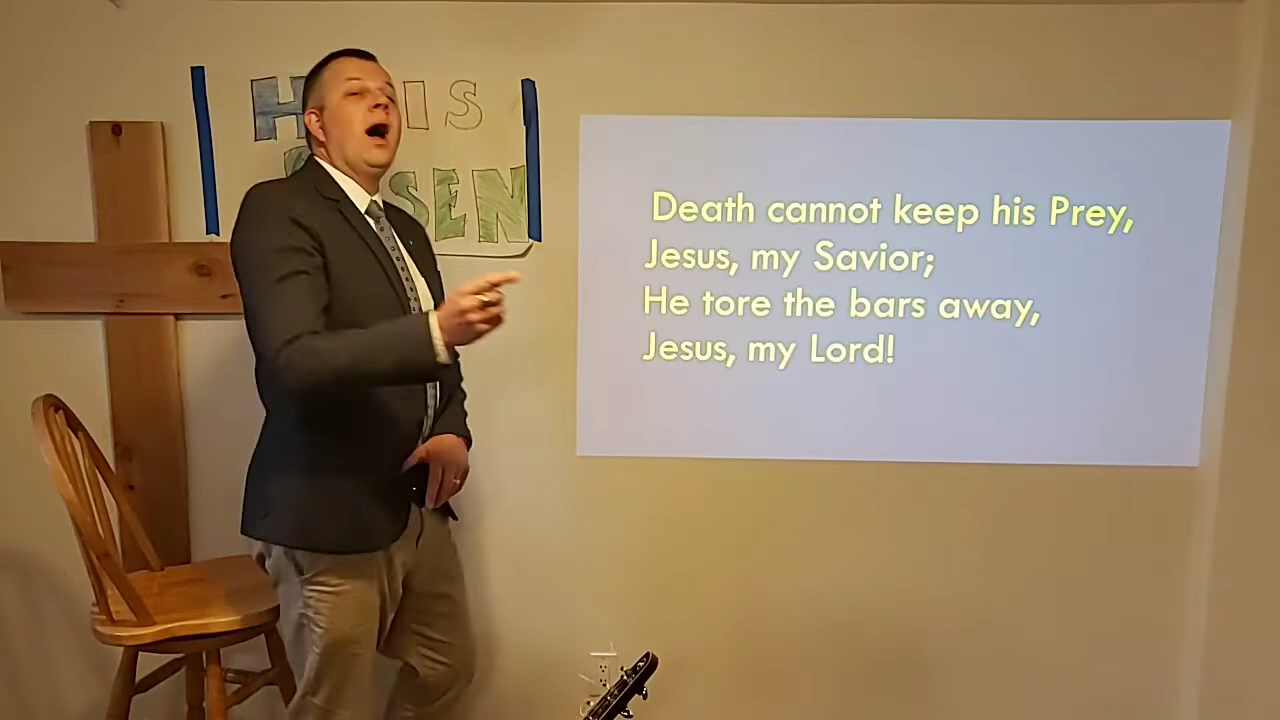 H IS
SEN
Death cannot keep his Prey,
Jesus, my Savior;
He tore the bars away,
Jesus, my Lord!